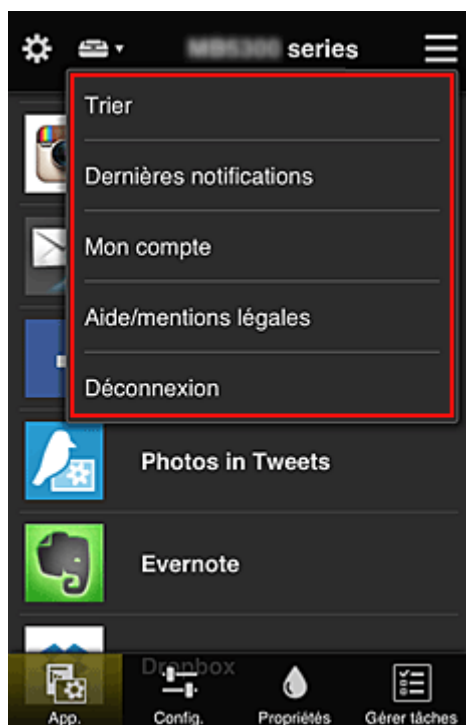 series
Trier
Dernières notifications
Mon compte
Aide/mentions légales
Déconnexion
Photos in Tweets
Evernote
Dropbox
App.
Config.
Propriétés
Gérer tâches